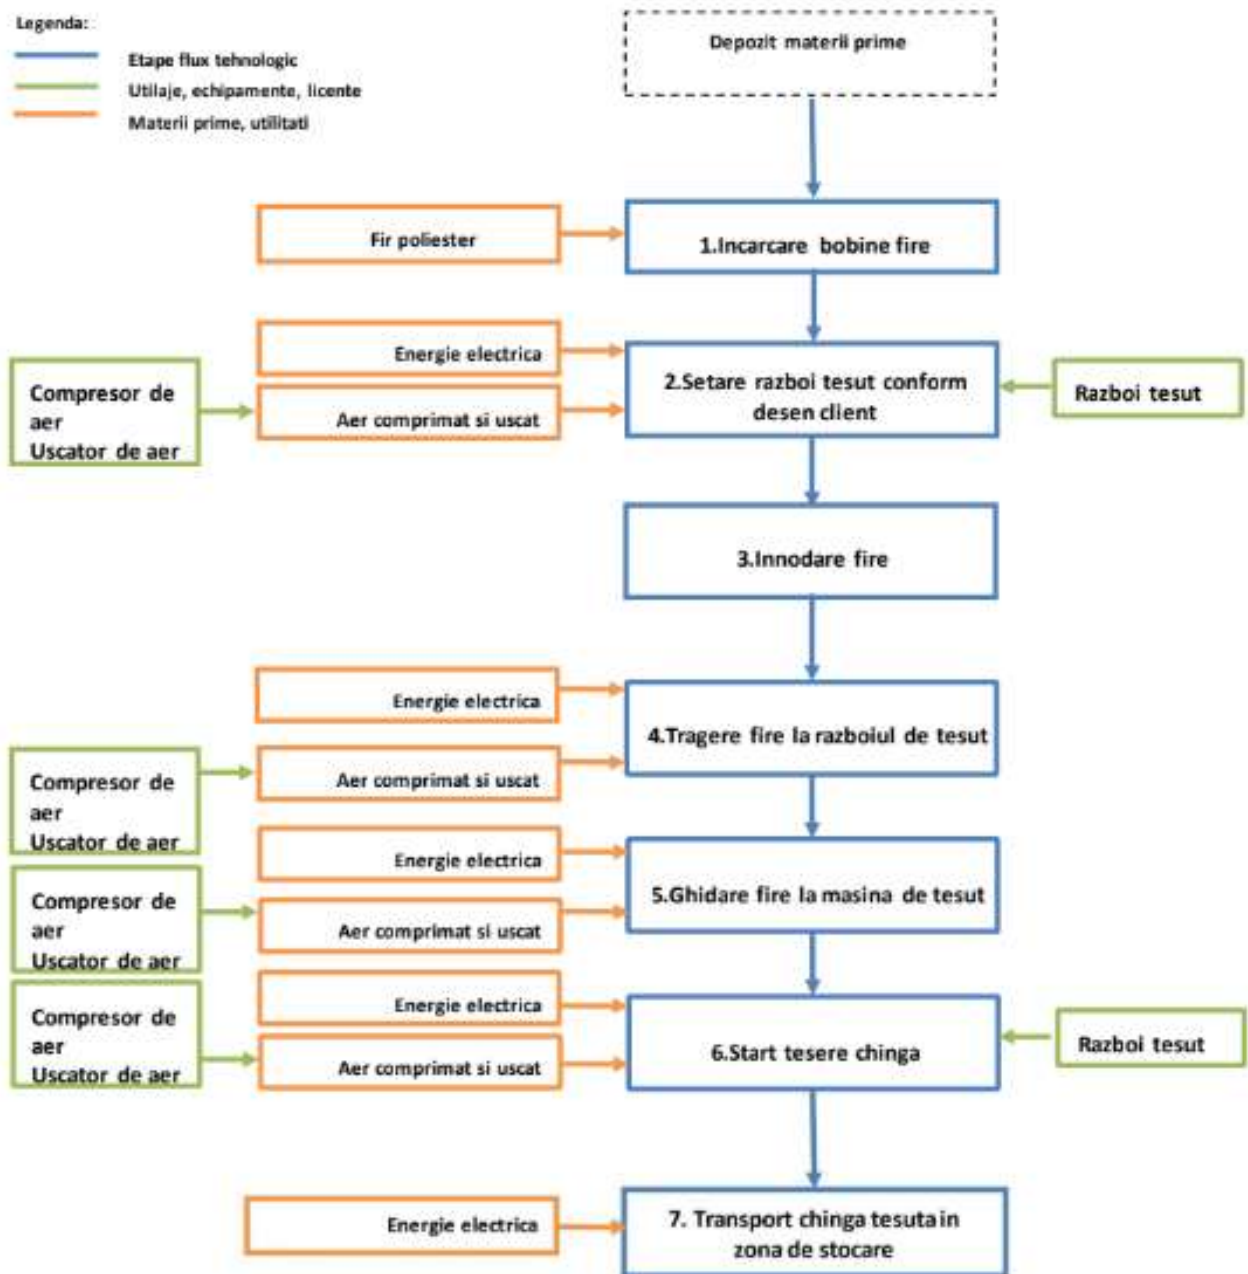 Legenda:
Etape flux tehnologic
Utilaje, echipamente, licente
Materii prime, utilitati
Depozit materii prime
Fir poliester
1.Incarcare bobine fire
Energie electrica
Compresor de
aer
Uscator de aer
Aer comprimat si uscat
2.Setare razboi tesut conform
desen client
Razboi tesut
3.Innodare fire
Energie electrica
Compresor de
aer
Uscator de aer
Aer comprimat si uscat
4.Tragere fire la razboiul de tesut
Energie electrica
Compresor de
aer
Uscator de aer
Aer comprimat si uscat
5.Ghidare fire la masina de tesut
Energie electrica
Compresor de
aer
Uscator de aer
Aer comprimat si uscat
6.Start tesere chinga
Razboi tesut
Energie electrica
7. Transport chinga tesuta in
zona de stocare